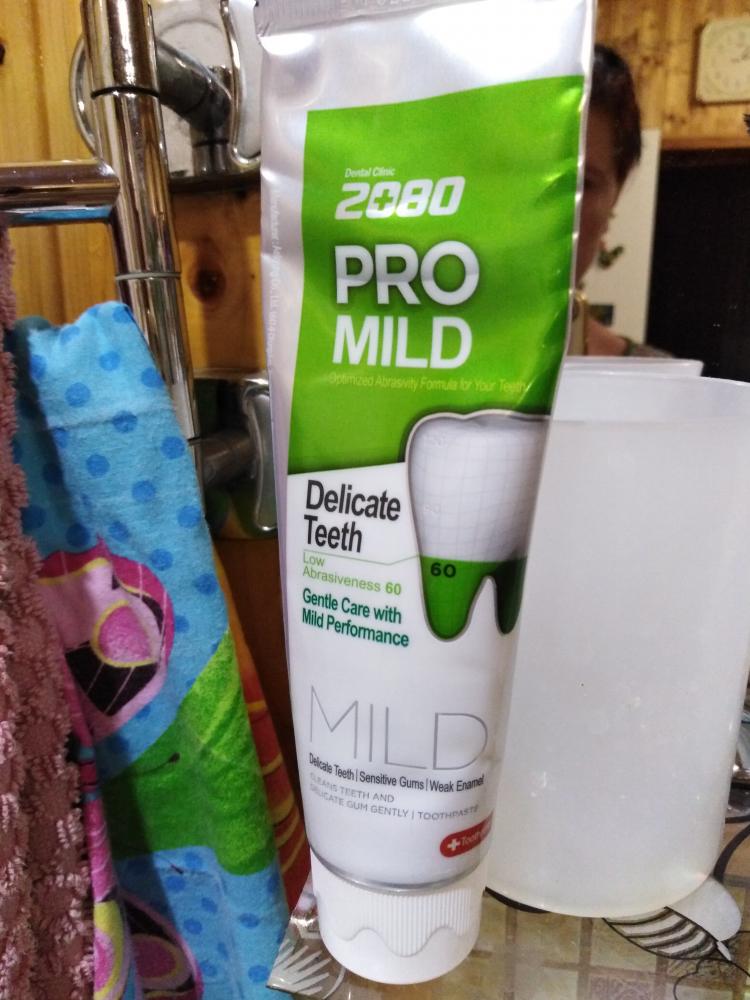 Dental Clinic
2080
PRO
MILD
Optimized Abrasivity Formula for Your Teeth
Delicate
Teeth
Low
Abrasiveness 60
60
Gentle Care with
Mild Performance
MILD
Delicate Teeth | Sensitive Gums | Weak Enamel
CLEANS TEETH AND
DELICATE GUM GENTLY | TOOTHPASTE